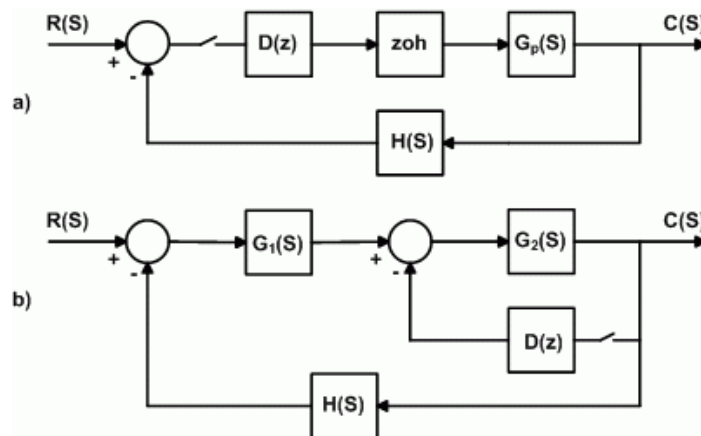 R(S)
C(S)
+
-
D(z)
zoh
Gp(S)
a)
H(S)
R(S)
C(S)
+
-
G1(S)
+
-
G2(S)
b)
D(z)
H(S)